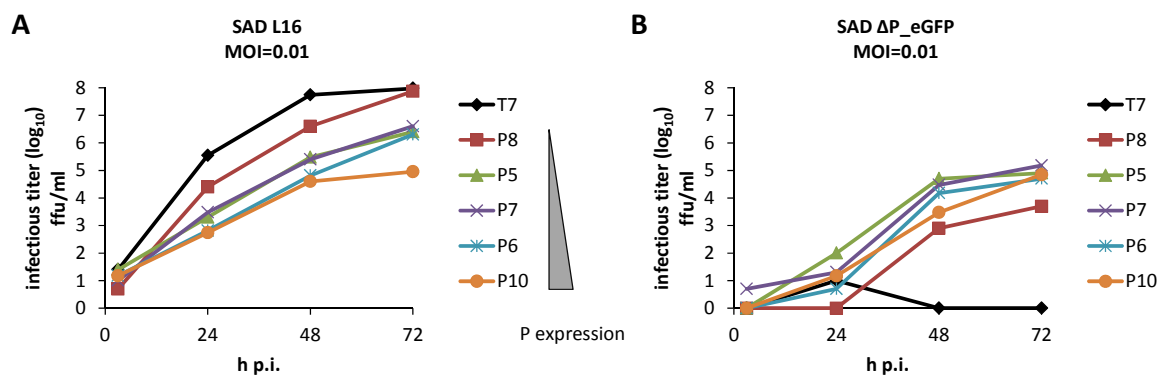 A
SAD L16
MOI=0.01
infectious titer (log10)
ffu/ml
8
7
6
5
4
3
2
1
0
0
24
48
72
h p.i.
T7
P8
P5
P7
P6
P10
P expression
B
SAD ΔP_eGFP
MOI=0.01
infectious titer (log10)
ffu/ml
8
7
6
5
4
3
2
1
0
0
24
48
72
h p.i.
T7
P8
P5
P7
P6
P10